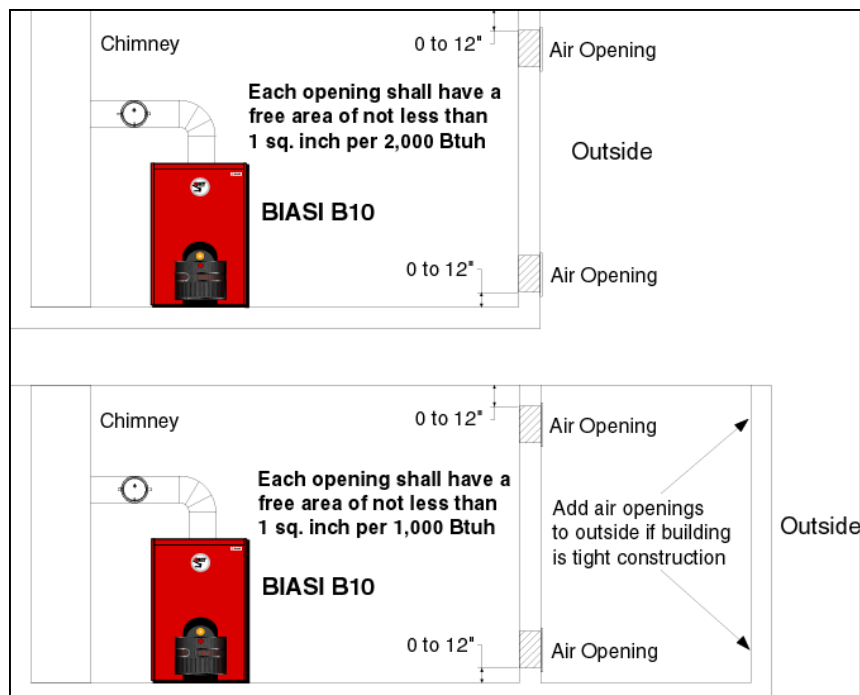 Chimney
0 to 12"
Air Opening
Each opening shall have a
free area of not less than
1 sq. inch per 2,000 Btuh
Outside
BIASI B10
0 to 12"
Air Opening
Chimney
0 to 12"
Air Opening
Each opening shall have a
free area of not less than
1 sq. inch per 1,000 Btuh
Add air openings
to outside if building
is tight construction
Outside
BIASI B10
0 to 12"
Air Opening